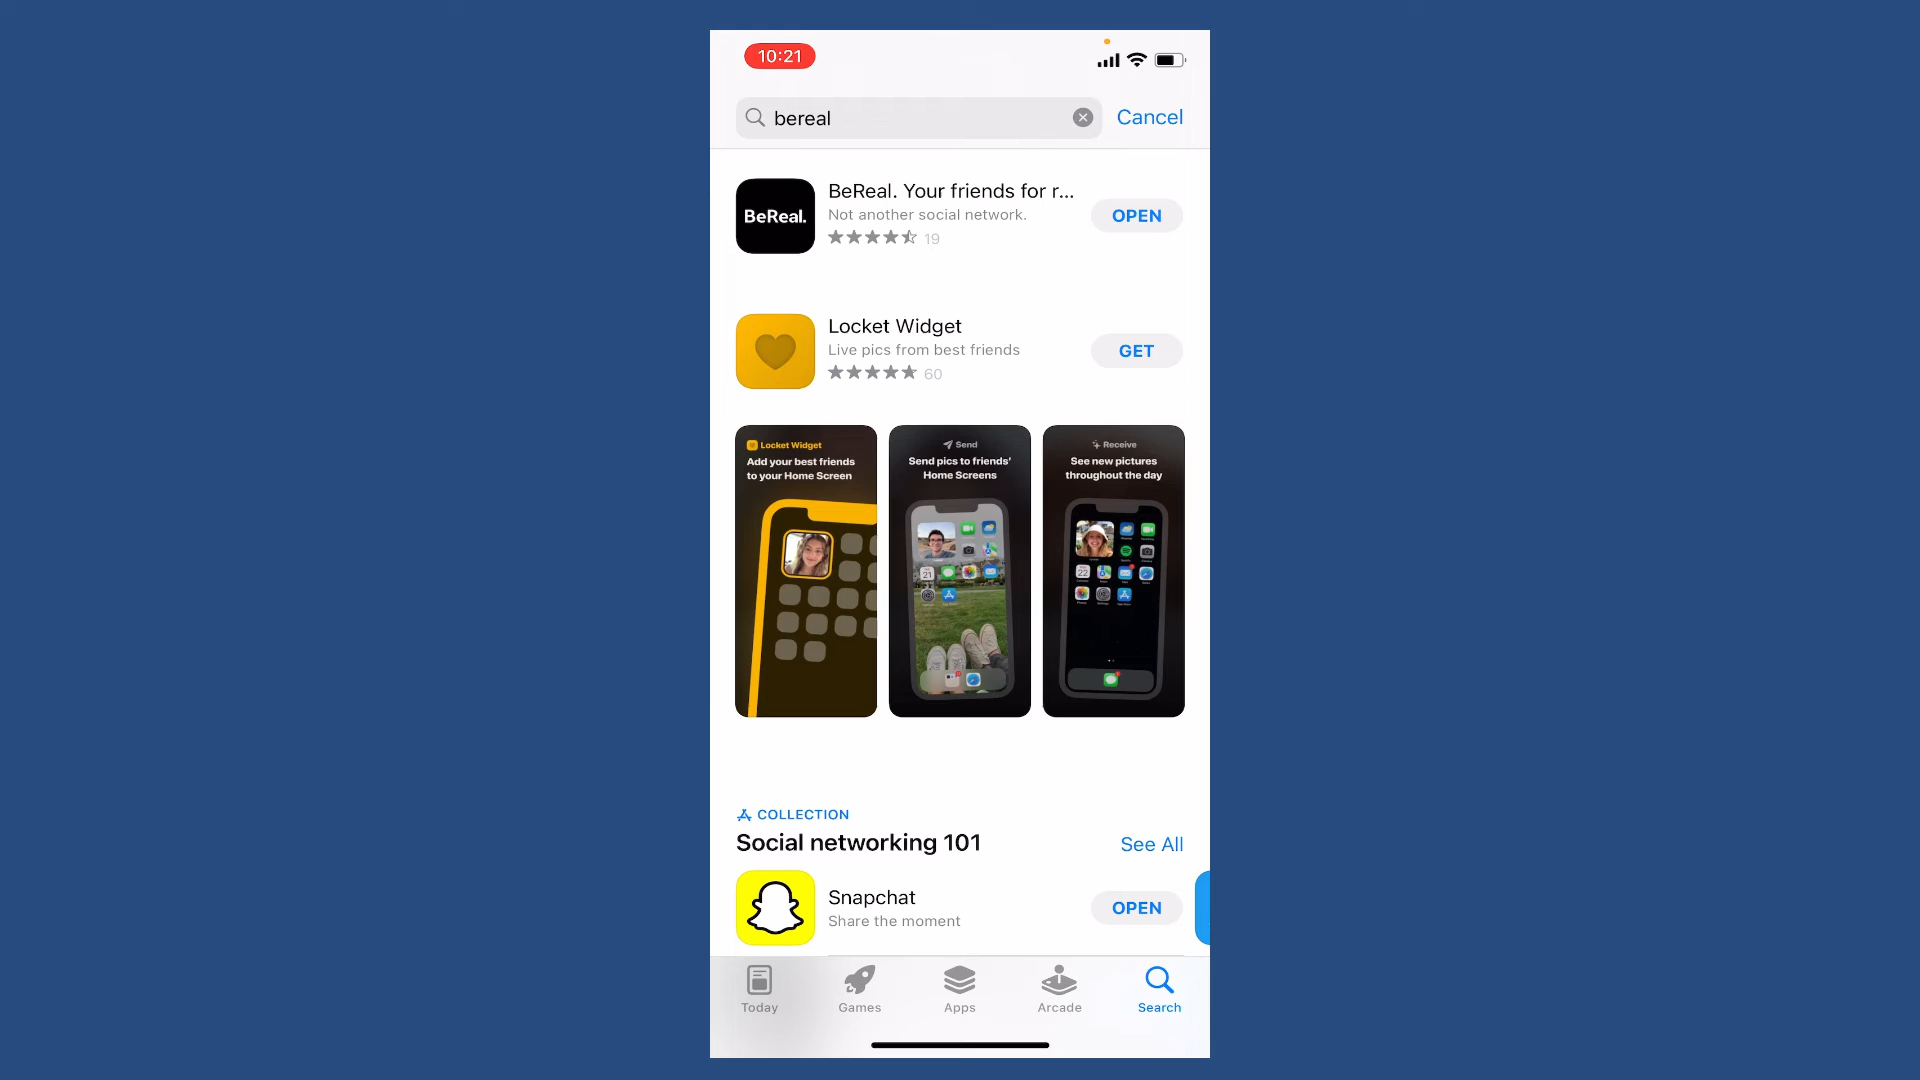 10:21
bereal
Cancel
BeReal.
BeReal. Your friends for r...
Not another social network.
19
OPEN
Locket Widget
Live pics from best friends
60
GET
Locket Widget
Add your best friends
to your Home Screen
Send
Send pics to friends'
Home Screens
21
Receive
See new pictures
throughout the day
22
COLLECTION
Social networking 101
See All
Snapchat
Share the moment
OPEN
Today
Games
Apps
Arcade
Search